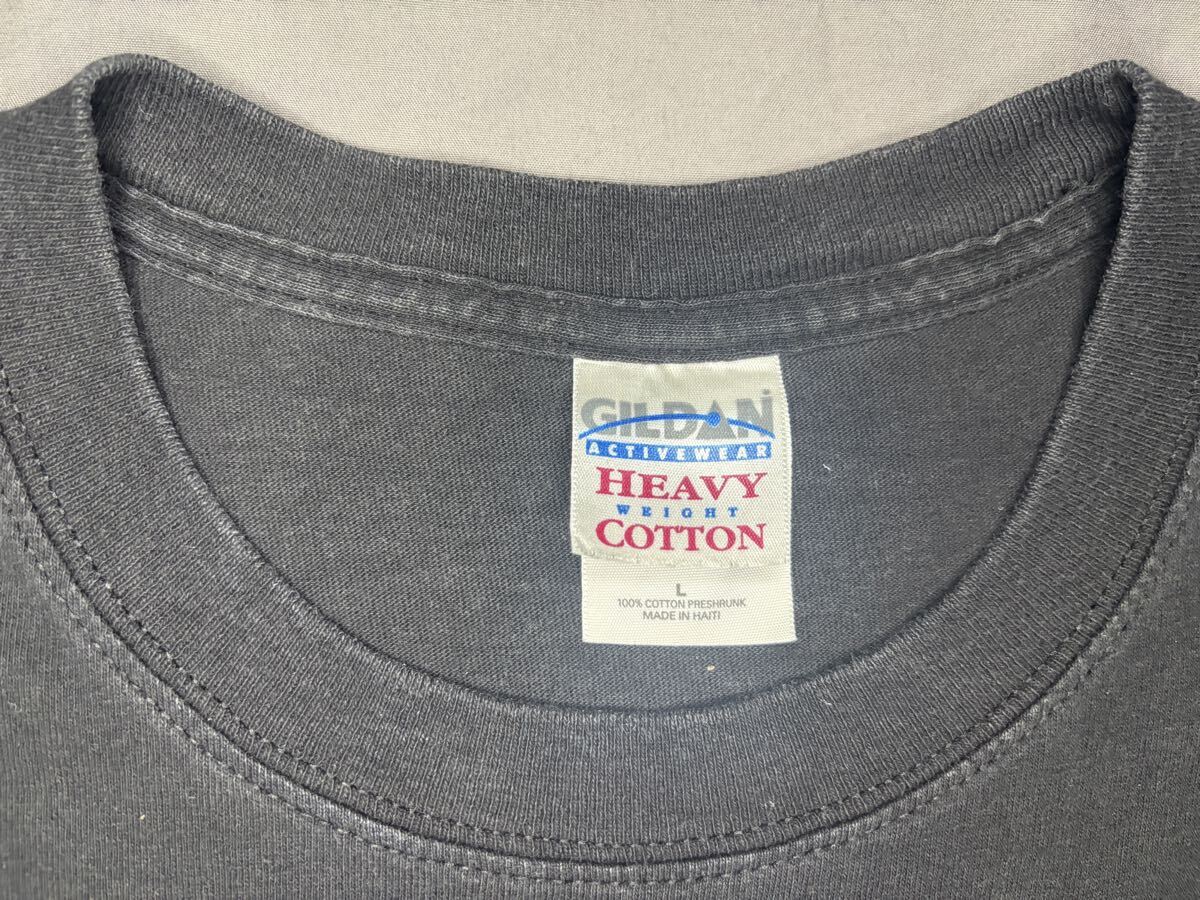 GILDAN
ACTIVEWEAR
HEAVY
WEIGHT
COTTON
L
100% COTTON PRESHRUNK
MADE IN HAITI